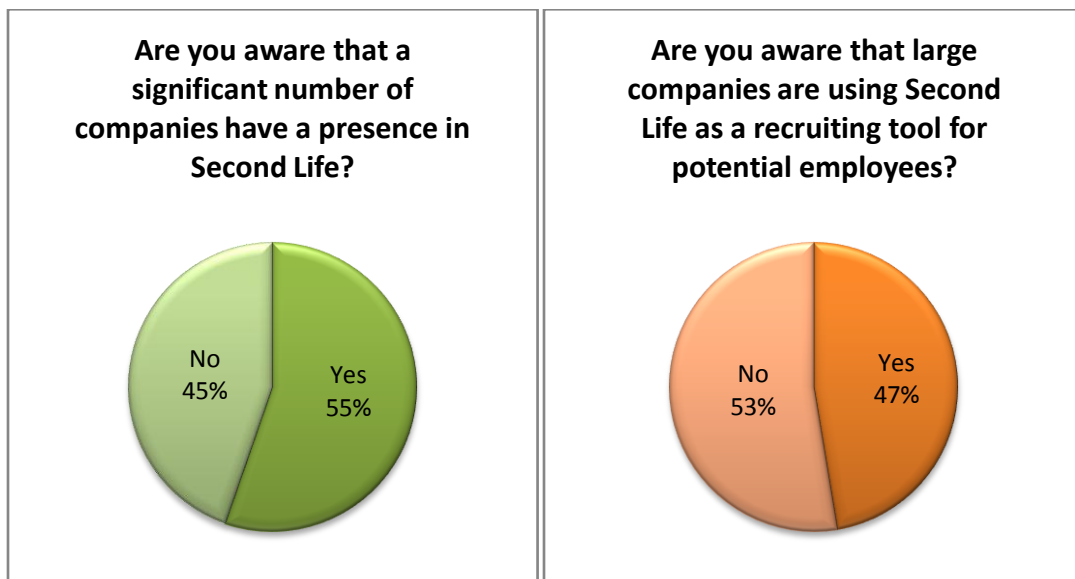 Are you aware that a
significant number of
companies have a presence in
Second Life?
No
45%
Yes
55%
Are you aware that large
companies are using Second
Life as a recruiting tool for
potential employees?
No
53%
Yes
47%